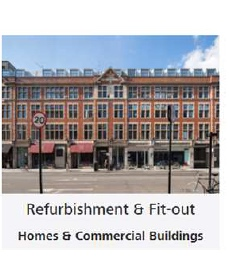 20
Refurbishment & Fit-out
Homes & Commercial Buildings